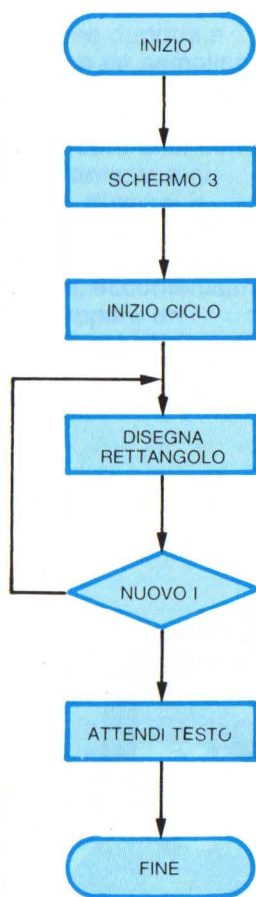 INIZIO
SCHERMO 3
INIZIO CICLO
DISEGNA
RETTANGOLO
NUOVO I
ATTENDI TESTO
FINE